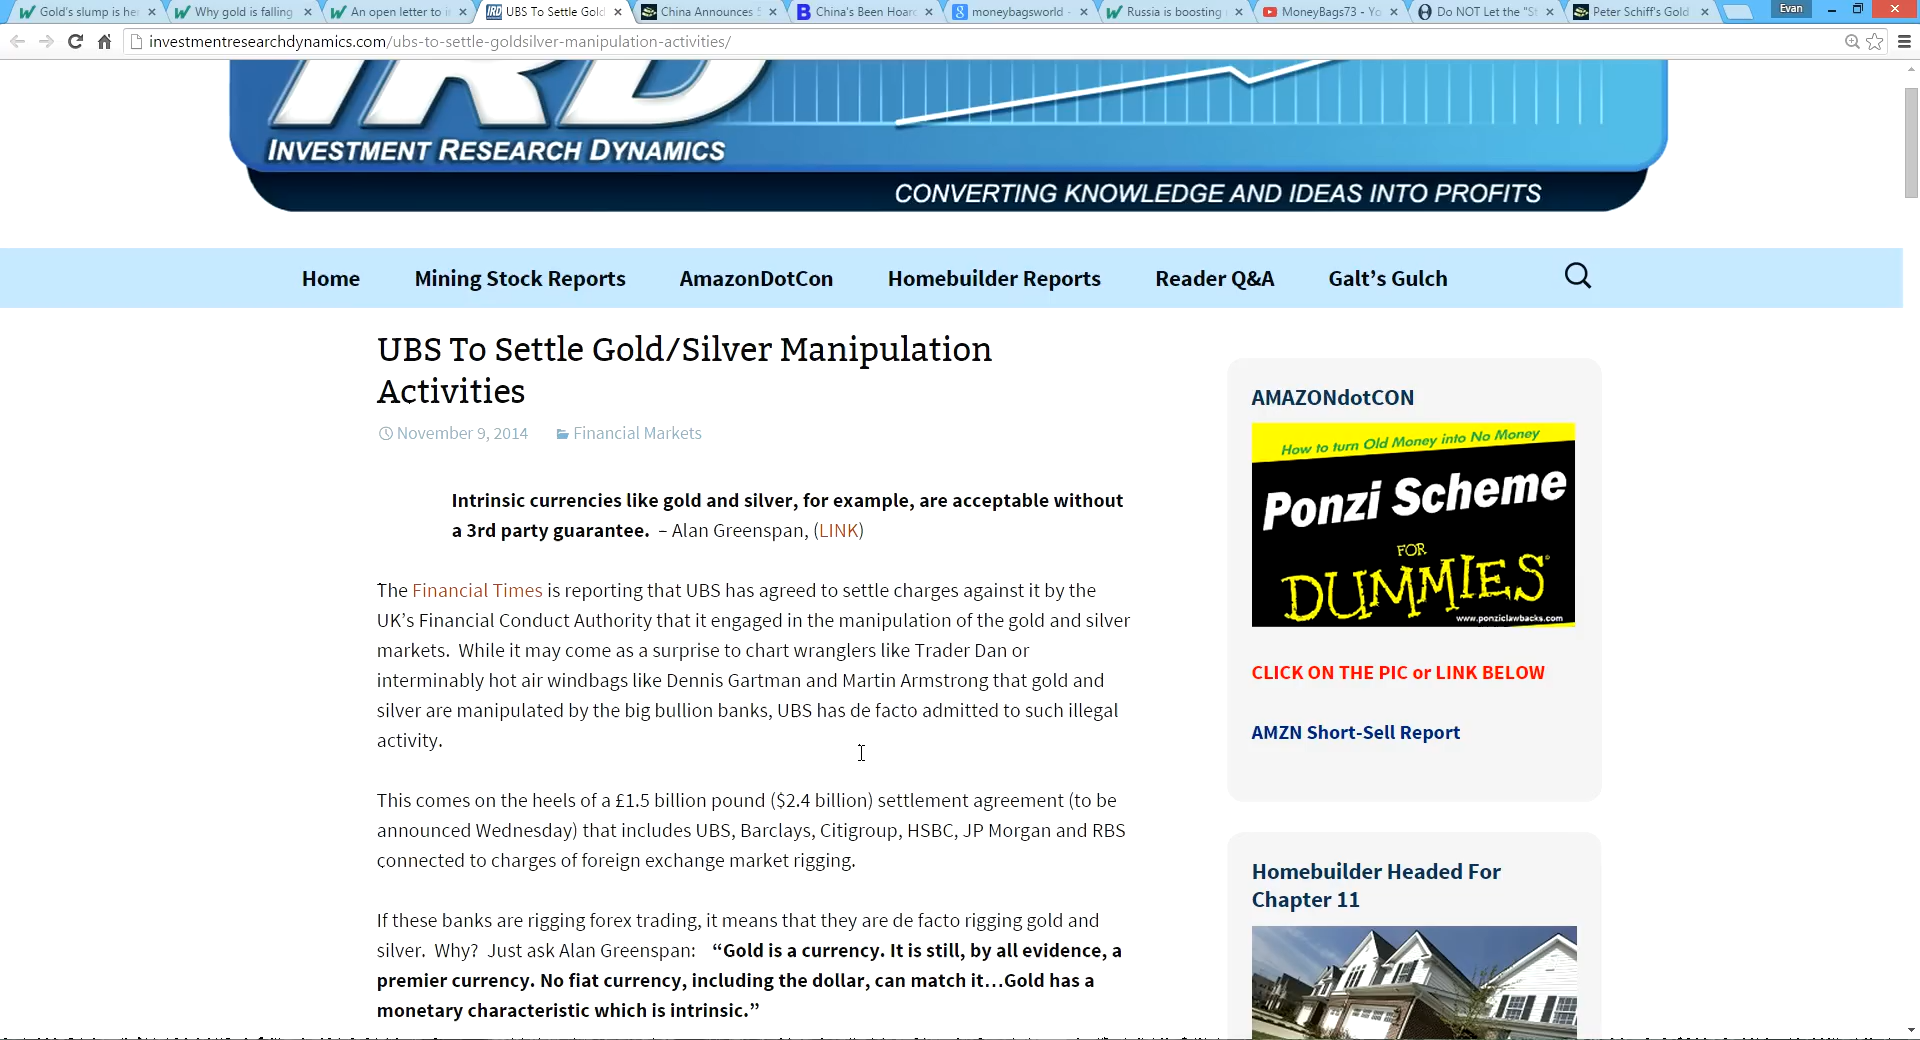 Gold's slump is her
Why gold is falling
An open letter to i
UBS To Settle Gold
China Announces 5
China's Been Hoard
moneybagsworld -
Russia is boosting
MoneyBags73 - Yo
Do NOT Let the "St
Peter Schiff's Gold
Evan
investmentresearchdynamics.com/ubs-to-settle-goldsilver-manipulation-activities/
IRD
INVESTMENT RESEARCH DYNAMICS
CONVERTING KNOWLEDGE AND IDEAS INTO PROFITS
Home Mining Stock Reports AmazonDotCon Homebuilder Reports Reader Q&A Galt's Gulch
UBS To Settle Gold/Silver Manipulation
Activities
November 9, 2014 Financial Markets
Intrinsic currencies like gold and silver, for example, are acceptable without
a 3rd party guarantee. – Alan Greenspan, (LINK)
The Financial Times is reporting that UBS has agreed to settle charges against it by the
UK's Financial Conduct Authority that it engaged in the manipulation of the gold and silver
markets. While it may come as a surprise to chart wranglers like Trader Dan or
interminably hot air windbags like Dennis Gartman and Martin Armstrong that gold and
silver are manipulated by the big bullion banks, UBS has de facto admitted to such illegal
activity.
This comes on the heels of a £1.5 billion pound ($2.4 billion) settlement agreement (to be
announced Wednesday) that includes UBS, Barclays, Citigroup, HSBC, JP Morgan and RBS
connected to charges of foreign exchange market rigging.
If these banks are rigging forex trading, it means that they are de facto rigging gold and
silver. Why? Just ask Alan Greenspan: “Gold is a currency. It is still, by all evidence, a
premier currency. No fiat currency, including the dollar, can match it…Gold has a
monetary characteristic which is intrinsic.”
AMAZONdotCON
How to turn Old Money into No Money
Ponzi Scheme
FOR
DUMMIES
www.ponziclawbacks.com
CLICK ON THE PIC or LINK BELOW
AMZN Short-Sell Report
Homebuilder Headed For
Chapter 11